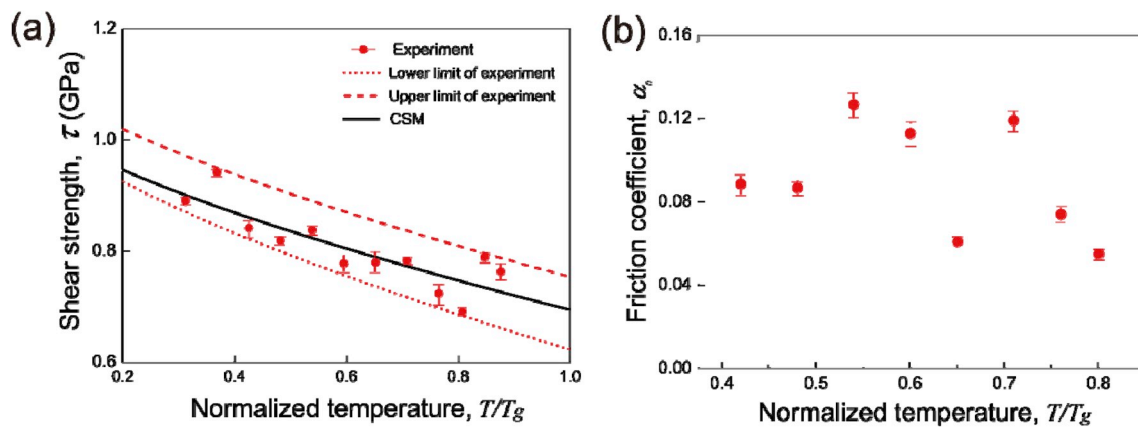 (a)
1.2
1.0
0.8
0.6
Shear strength, τ (GPa)
Experiment
Lower limit of experiment
Upper limit of experiment
CSM
0.2
0.4
0.6
0.8
1.0
Normalized temperature, T/Tg
(b)
0.16
0.12
0.08
0.04
0.00
Friction coefficient, α
0.4
0.5
0.6
0.7
0.8
Normalized temperature, T/Tg